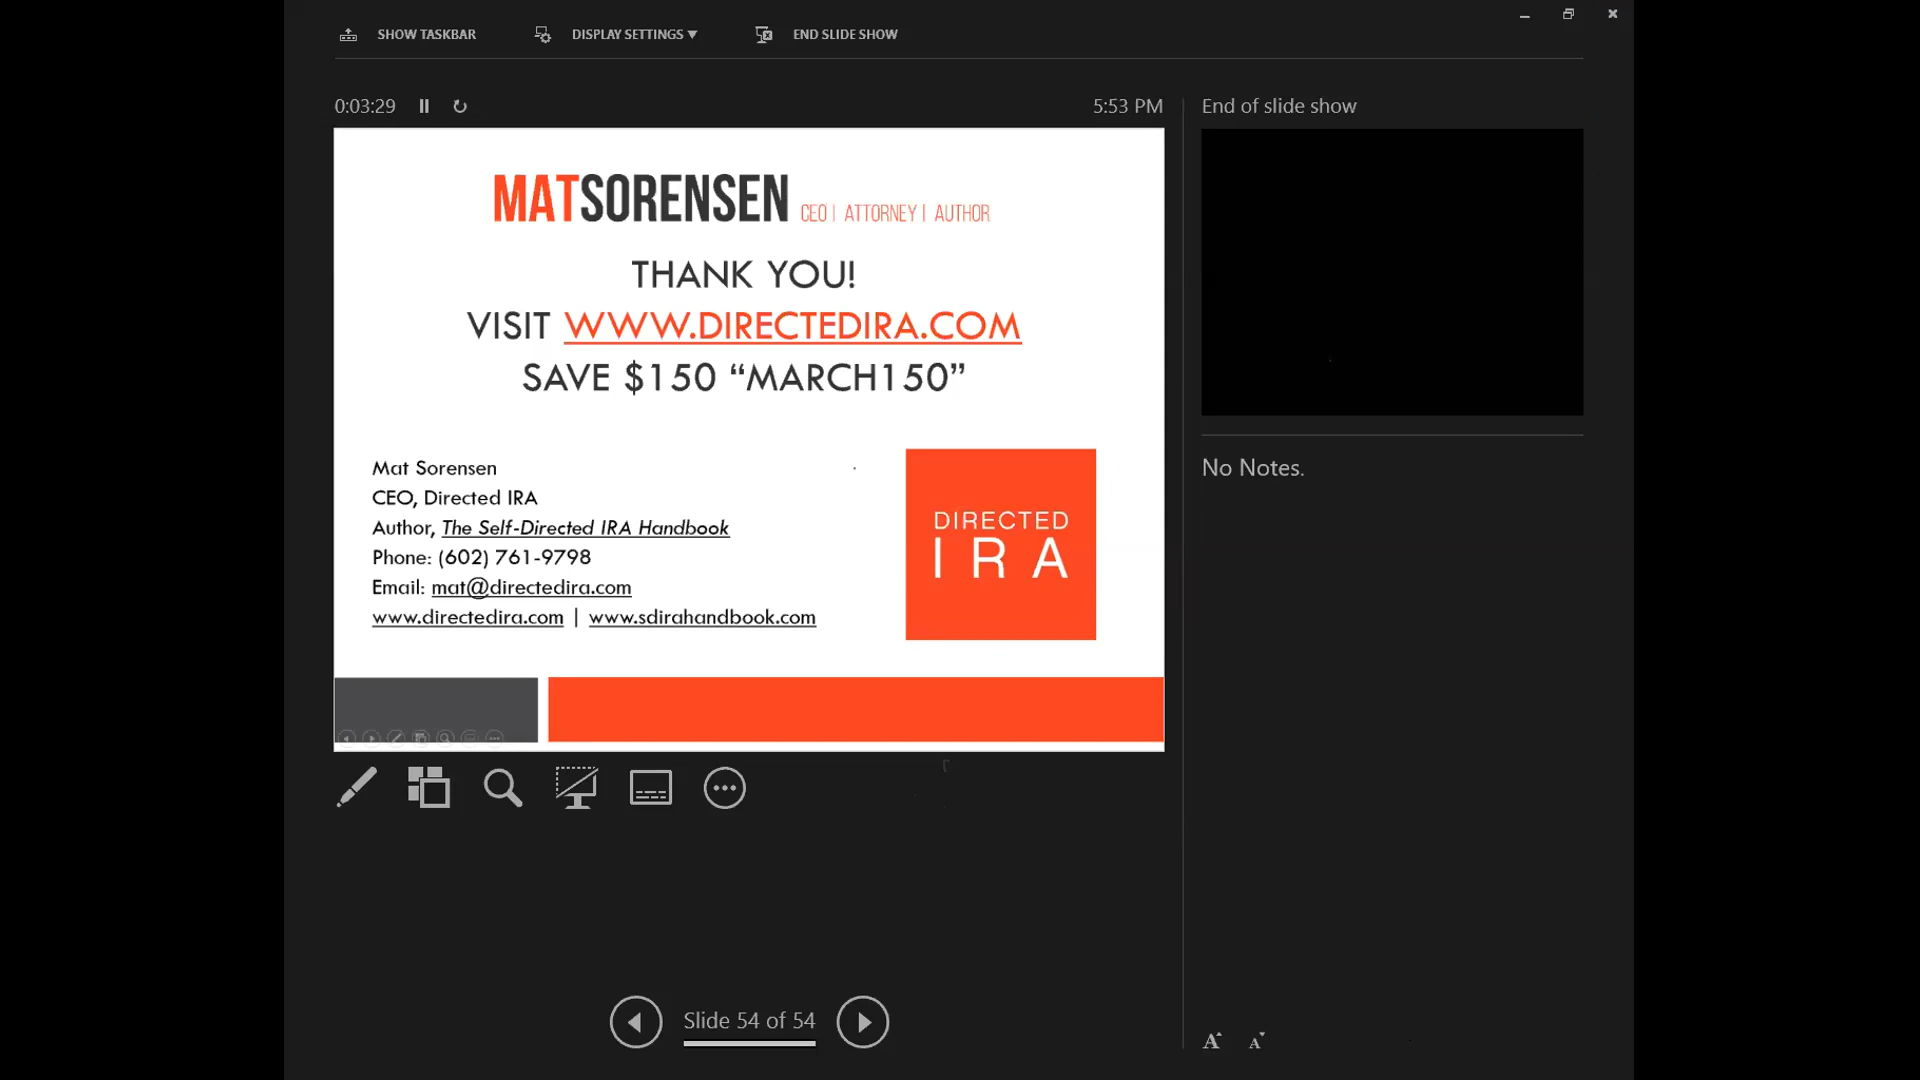 SHOW TASKBAR
DISPLAY SETTINGS ▼
END SLIDE SHOW
0:03:29
5:53 PM
End of slide show
MATSORENSEN CEO | ATTORNEY | AUTHOR
THANK YOU!
VISIT WWW.DIRECTEDIRA.COM
SAVE $150 “MARCH150”
Mat Sorensen
CEO, Directed IRA
Author, The Self-Directed IRA Handbook
Phone: (602) 761-9798
Email: mat@directedira.com
www.directedira.com | www.sdirahandbook.com
DIRECTED
IRA
No Notes.
Slide 54 of 54
A A